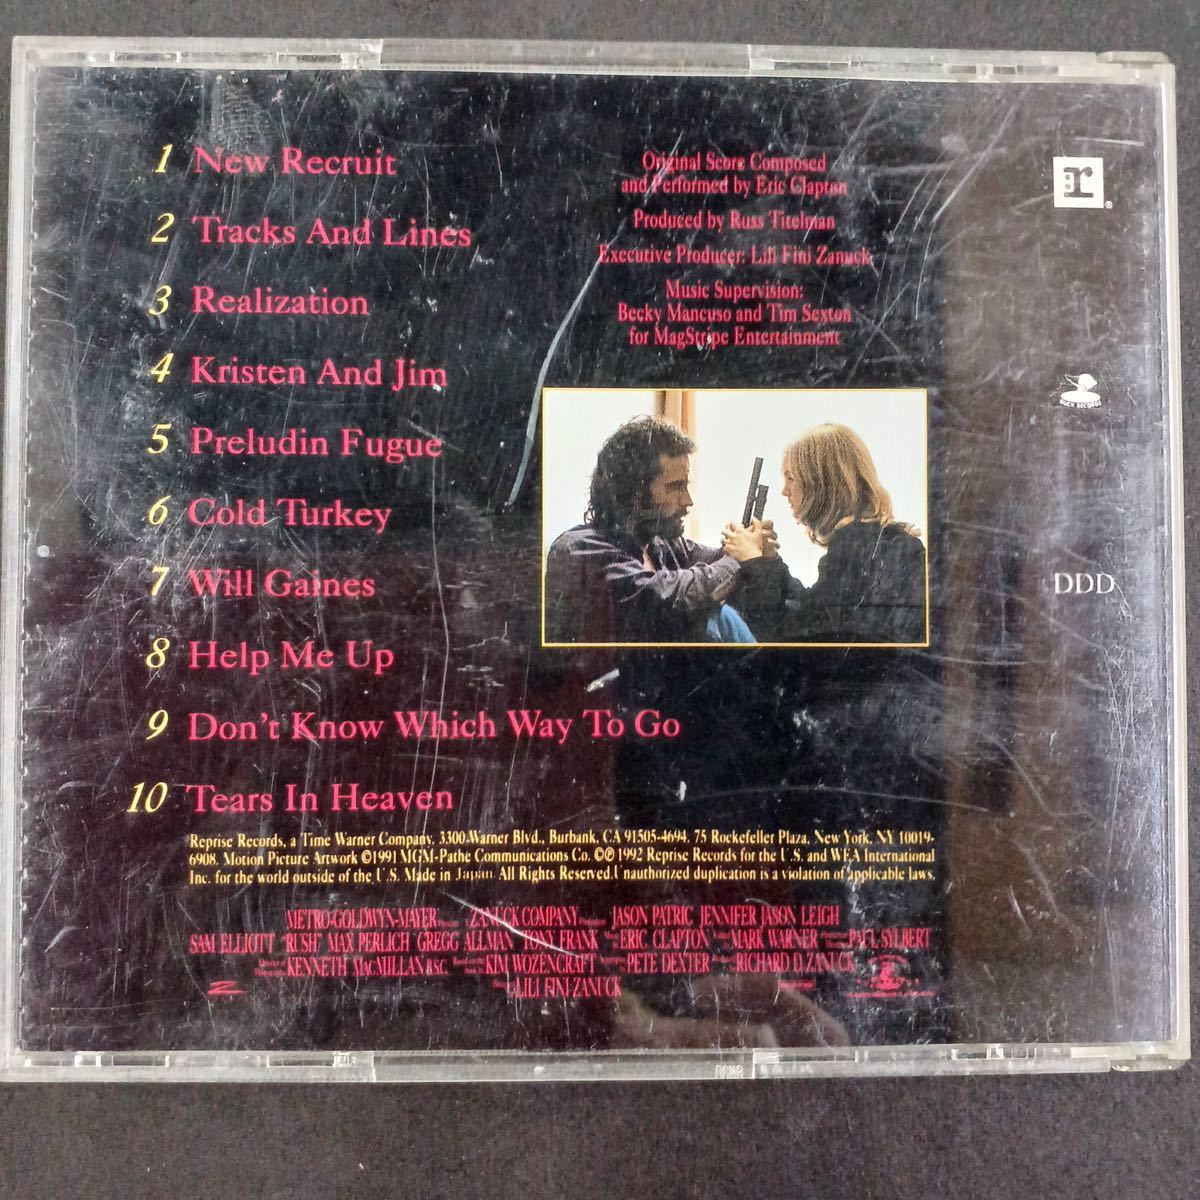 1 New Recruit
2 Tracks And Lines
3 Realization
4 Kristen And Jim
5 Preludin Fugue
6 Cold Turkey
7 Will Gaines
8 Help Me Up
9 Don't Know Which Way To Go
10 Tears In Heaven
Original Score Composed
and Performed by Eric Clapton
Produced by Russ Titelman
Executive Producer: Lili Fini Zanuck
Music Supervision:
Becky Mancuso and Tim Sexton
for MagStripe Entertainment
r
®
DUCK RECORDS
DDD
Reprise Records, a Time Warner Company, 3300 Warner Blvd., Burbank, CA 91505-4694, 75 Rockefeller Plaza, New York, NY 10019-
6908. Motion Picture Artwork ©1991 MGM-Pathe Communications Co. ©℗ 1992 Reprise Records for the U.S. and WEA International
Inc. for the world outside of the U.S. Made in Japan. All Rights Reserved. Unauthorized duplication is a violation of applicable laws.
METRO-GOLDWYN-MAYER ZANUCK COMPANY JASON PATRIC JENNIFER JASON LEIGH
SAM ELLIOTT "RUSH" MAX PERLICH GREGG ALLMAN TONY FRANK ERIC CLAPTON MARK WARNER PAUL SYLBERT
KENNETH MACMILLAN B.S.C. KIM WOZENCRAFT PETE DEXTER RICHARD D. ZANUCK
LILI FINI ZANUCK